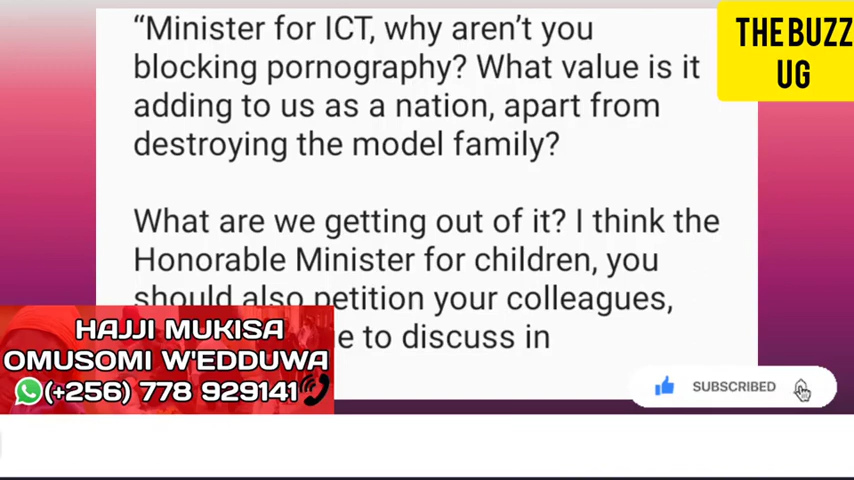 “Minister for ICT, why aren’t you
blocking pornography? What value is it
adding to us as a nation, apart from
destroying the model family?
What are we getting out of it? I think the
Honorable Minister for children, you
should also petition your colleagues,
e to discuss in
THE BUZZ
UG
HAJJI MUKISA
OMUSOMI W'EDDUWA
(+256) 778 929141
SUBSCRIBED